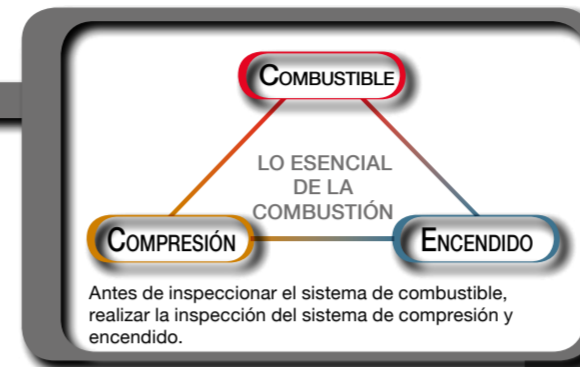 COMBUSTIBLE
LO ESENCIAL
DE LA
COMBUSTIÓN
COMPRESIÓN
ENCENDIDO
Antes de inspeccionar el sistema de combustible,
realizar la inspección del sistema de compresión y
encendido.